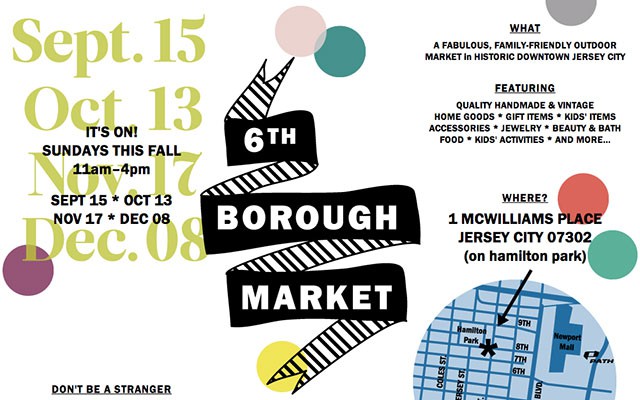 Sept. 15
Oct. 13
Nov. 17
Dec. 08
IT'S ON!
SUNDAYS THIS FALL
11am–4pm
SEPT 15 * OCT 13
NOV 17 * DEC 08
DON'T BE A STRANGER
6TH
BOROUGH
MARKET
WHAT
A FABULOUS, FAMILY-FRIENDLY OUTDOOR
MARKET in HISTORIC DOWNTOWN JERSEY CITY
FEATURING
QUALITY HANDMADE & VINTAGE
HOME GOODS * GIFT ITEMS * KIDS' ITEMS
ACCESSORIES * JEWELRY * BEAUTY & BATH
FOOD * KIDS' ACTIVITIES * AND MORE...
WHERE?
1 MCWILLIAMS PLACE
JERSEY CITY 07302
(on hamilton park)
Hamilton
Park
9TH
8TH
7TH
6TH
Newport
Mall
PATH
COLES ST.
ERSEY ST.
BLVD.